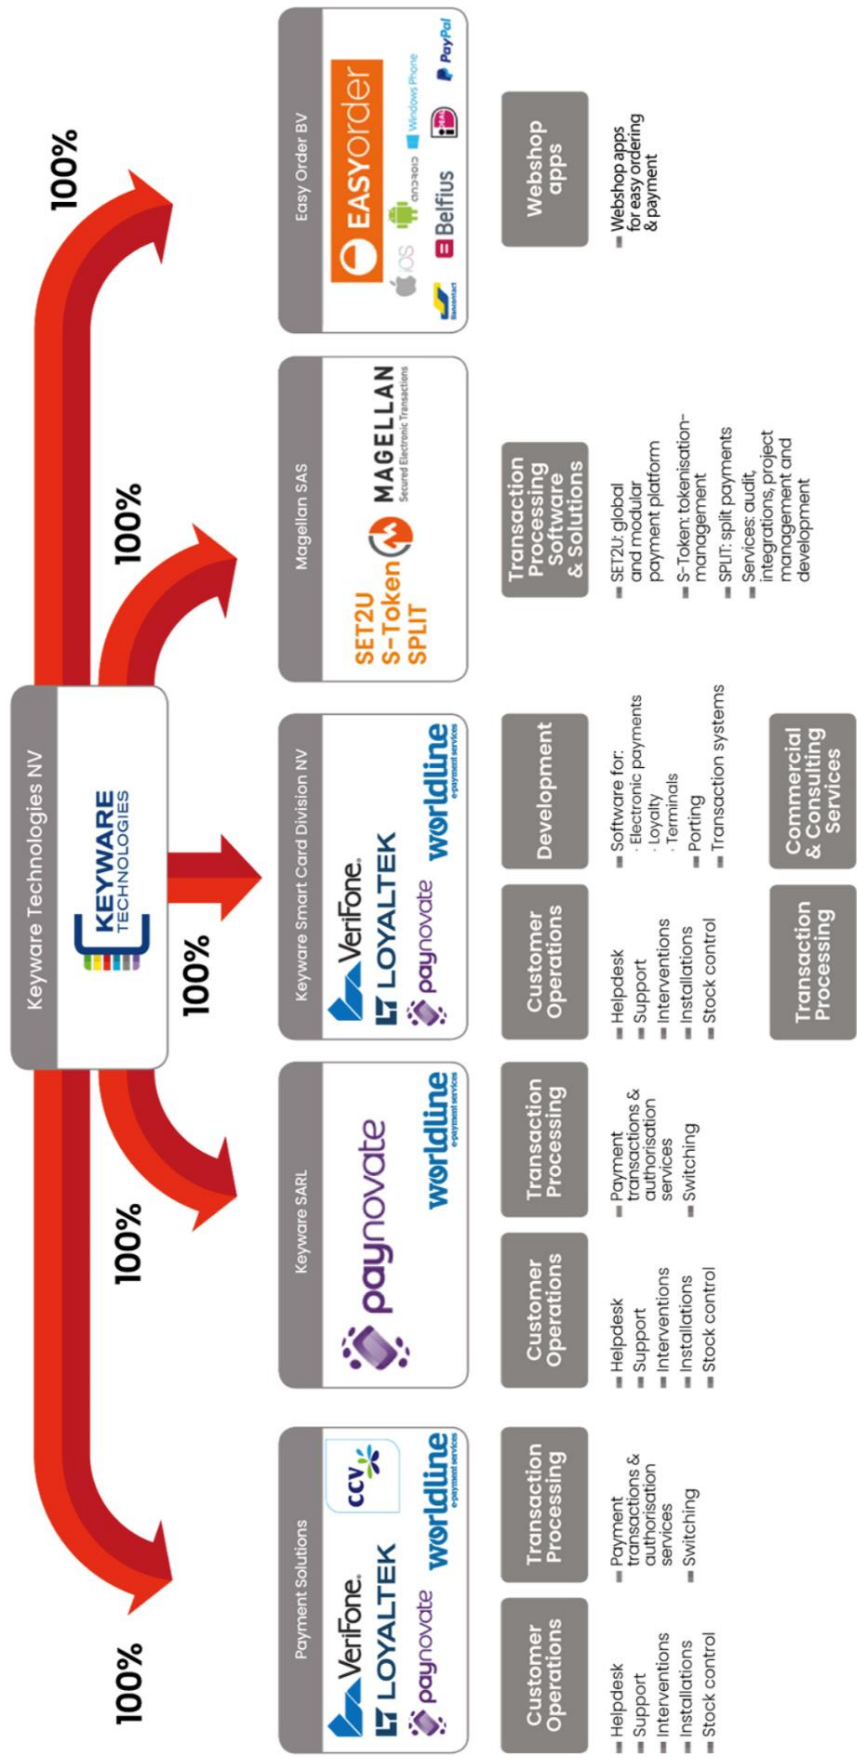 Keyware Technologies NV
KEYWARE
TECHNOLOGIES
100%
100%
100%
100%
100%
Payment Solutions
VeriFone.
ccv
LOYALTEK
paynovate
worldline
e-payment services
Customer
Operations
Helpdesk
Support
Interventions
Installations
Stock control
Transaction
Processing
Payment
transactions &
authorisation
services
Switching
Keyware SARL
paynovate
worldline
e-payment services
Customer
Operations
Helpdesk
Support
Interventions
Installations
Stock control
Transaction
Processing
Payment
transactions &
authorisation
services
Switching
Keyware Smart Card Division NV
VeriFone.
LOYALTEK
paynovate
worldline
e-payment services
Customer
Operations
Helpdesk
Support
Interventions
Installations
Stock control
Development
Software for:
· Electronic payments
· Loyalty
· Terminals
Porting
Transaction systems
Transaction
Processing
Commercial
& Consulting
Services
Magellan SAS
SET2U
S-Token
SPLIT
MAGELLAN
Secured Electronic Transactions
Transaction
Processing
Software
& Solutions
SET2U: global
and modular
payment platform
S-Token: tokenisation-
management
SPLIT: split payments
Services: audit,
integrations, project
management and
development
Easy Order BV
EASYorder
iOS
android
Windows Phone
Bancontact
Belfius
iDEAL
PayPal
Webshop
apps
Webshop apps
for easy ordering
& payment